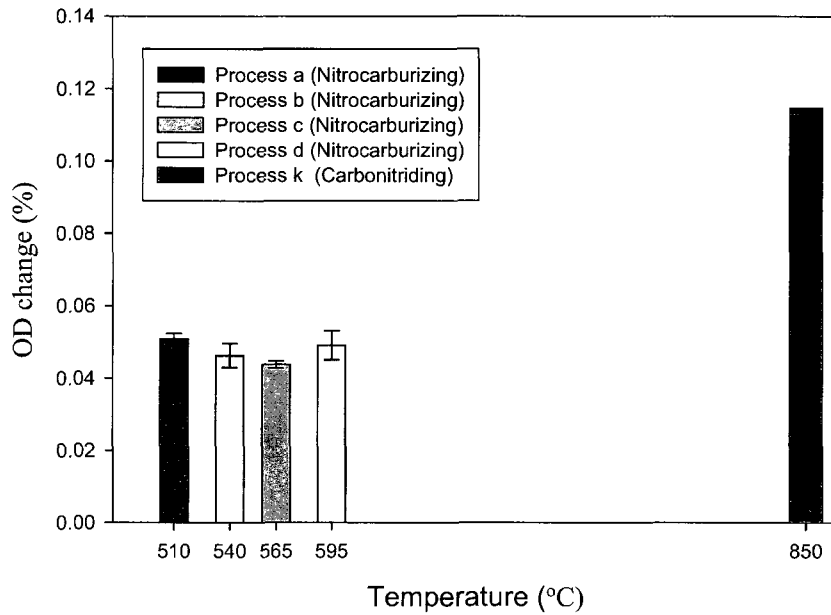 0.14
0.12
0.10
0.08
0.06
0.04
0.02
0.00
OD change (%)
Process a (Nitrocarburizing)
Process b (Nitrocarburizing)
Process c (Nitrocarburizing)
Process d (Nitrocarburizing)
Process k (Carbonitriding)
510 540 565 595 850
Temperature (°C)